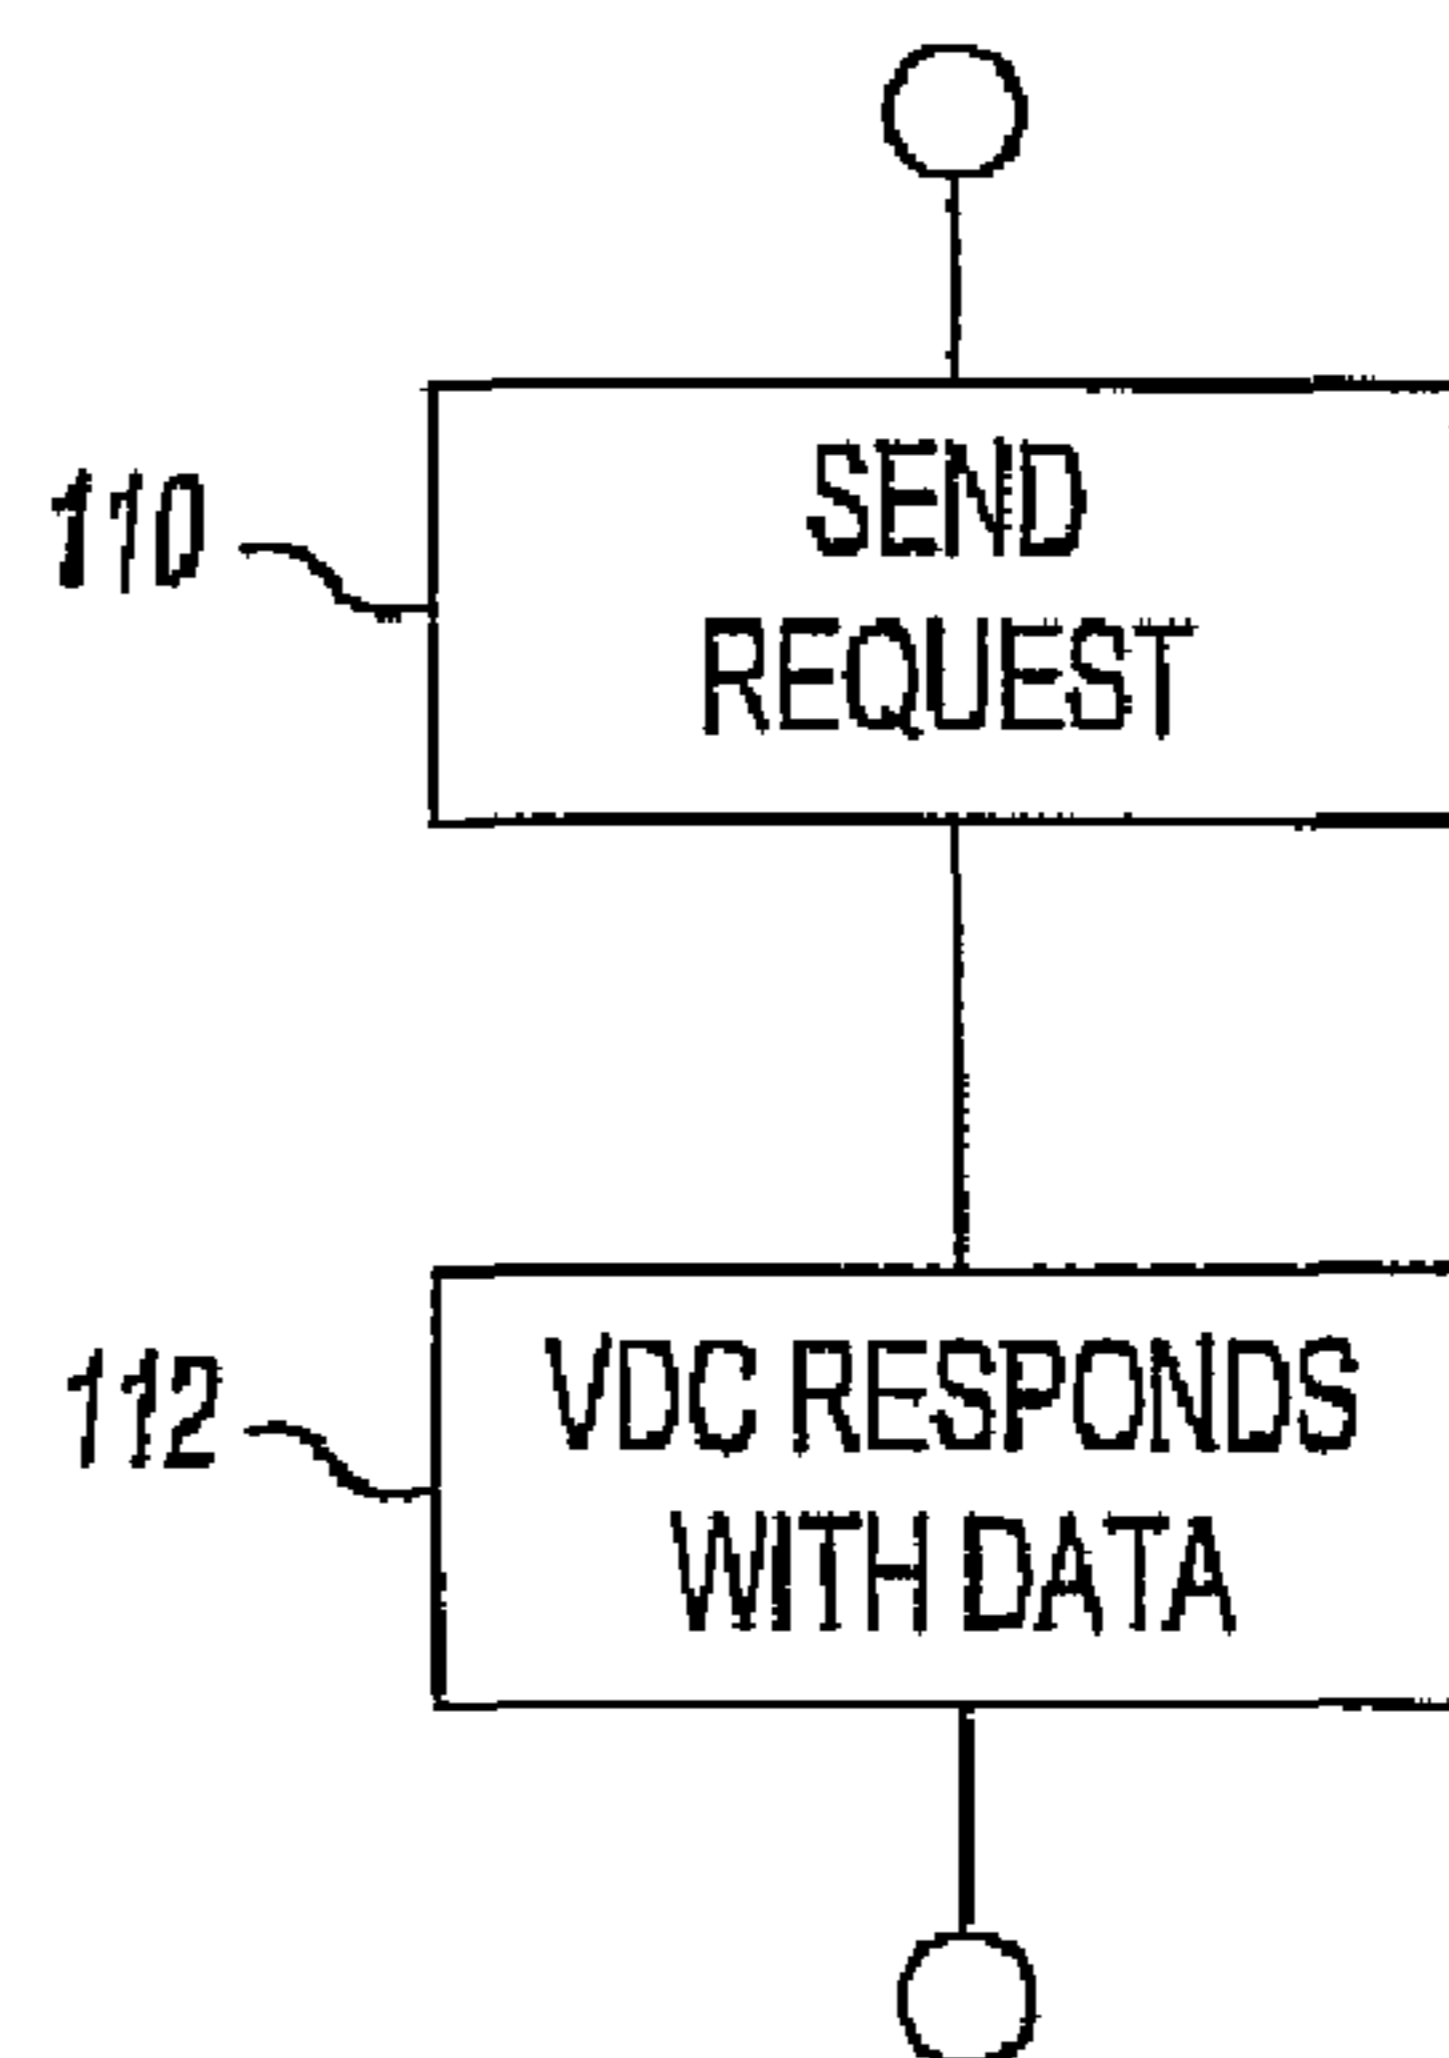 110
SEND
REQUEST
112
VDC RESPONDS
WITH DATA